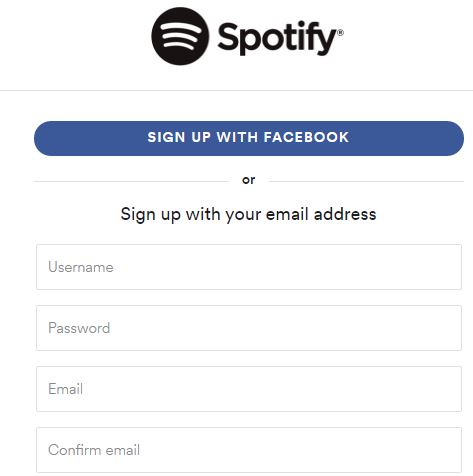 Spotify®
SIGN UP WITH FACEBOOK
or
Sign up with your email address
Username
Password
Email
Confirm email